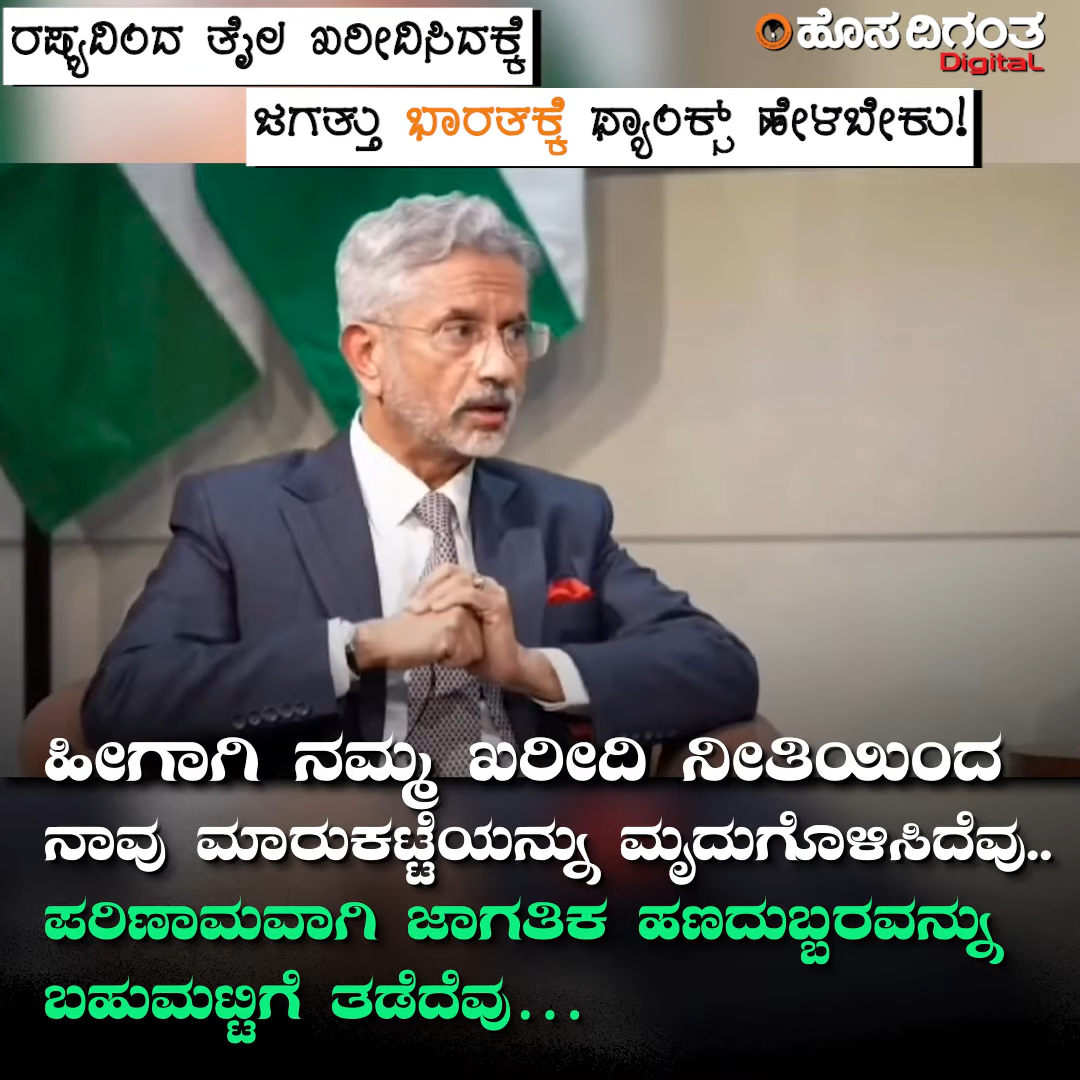 ರಷ್ಯದಿಂದ ತೈಲ ಖರೀದಿಸಿದಕ್ಕೆ
ಹೊಸ ದಿಗಂತ
Digital
ಜಗತ್ತು ಭಾರತಕ್ಕೆ ಥ್ಯಾಂಕ್ಸ್ ಹೇಳಬೇಕು!
ಹೀಗಾಗಿ ನಮ್ಮ ಖರೀದಿ ನೀತಿಯಿಂದ
ನಾವು ಮಾರುಕಟ್ಟೆಯನ್ನು ಮೃದುಗೊಳಿಸಿದೆವು..
ಪರಿಣಾಮವಾಗಿ ಜಾಗತಿಕ ಹಣದುಬ್ಬರವನ್ನು
ಬಹುಮಟ್ಟಿಗೆ ತಡೆದೆವು...